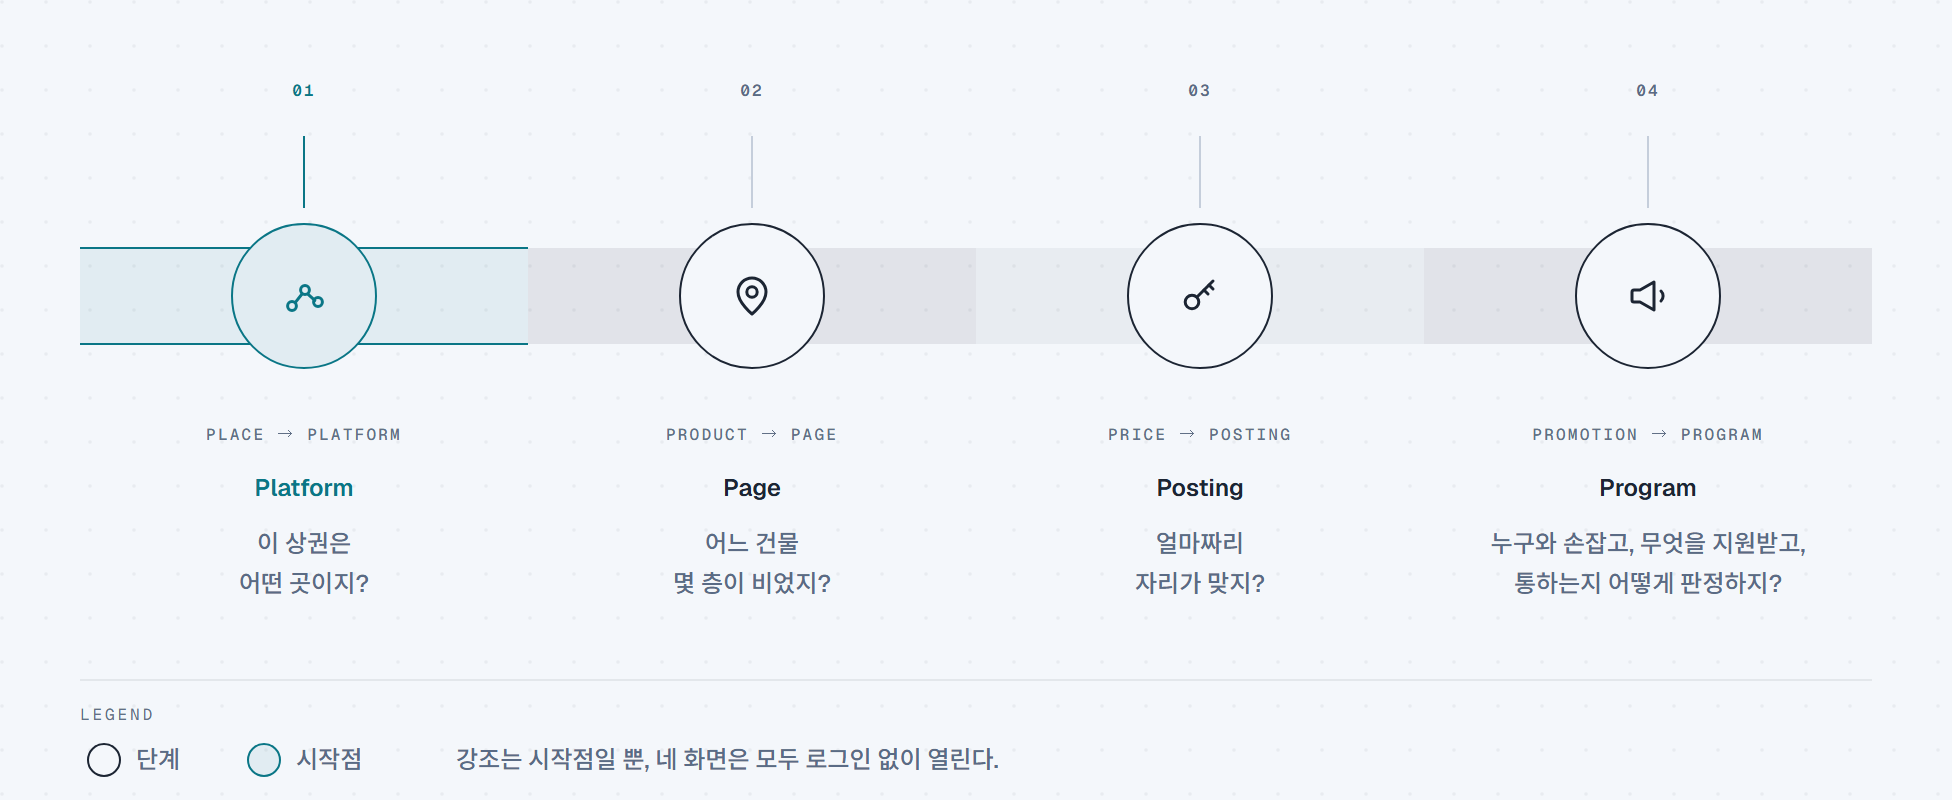 01
02
03
04
PLACE → PLATFORM
Platform
이 상권은
어떤 곳이지?
PRODUCT → PAGE
Page
어느 건물
몇 층이 비었지?
PRICE → POSTING
Posting
얼마짜리
자리가 맞지?
PROMOTION → PROGRAM
Program
누구와 손잡고, 무엇을 지원받고,
통하는지 어떻게 판정하지?
LEGEND
단계
시작점
강조는 시작점일 뿐, 네 화면은 모두 로그인 없이 열린다.